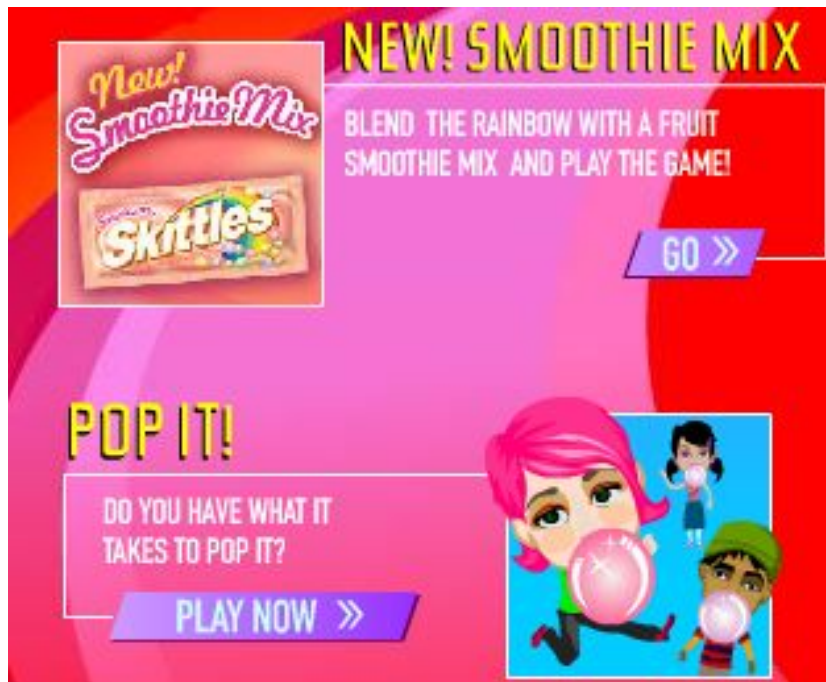 New!
Smoothie Mix
Skittles
NEW! SMOOTHIE MIX
BLEND THE RAINBOW WITH A FRUIT
SMOOTHIE MIX AND PLAY THE GAME!
GO »
POP IT!
DO YOU HAVE WHAT IT
TAKES TO POP IT?
PLAY NOW »